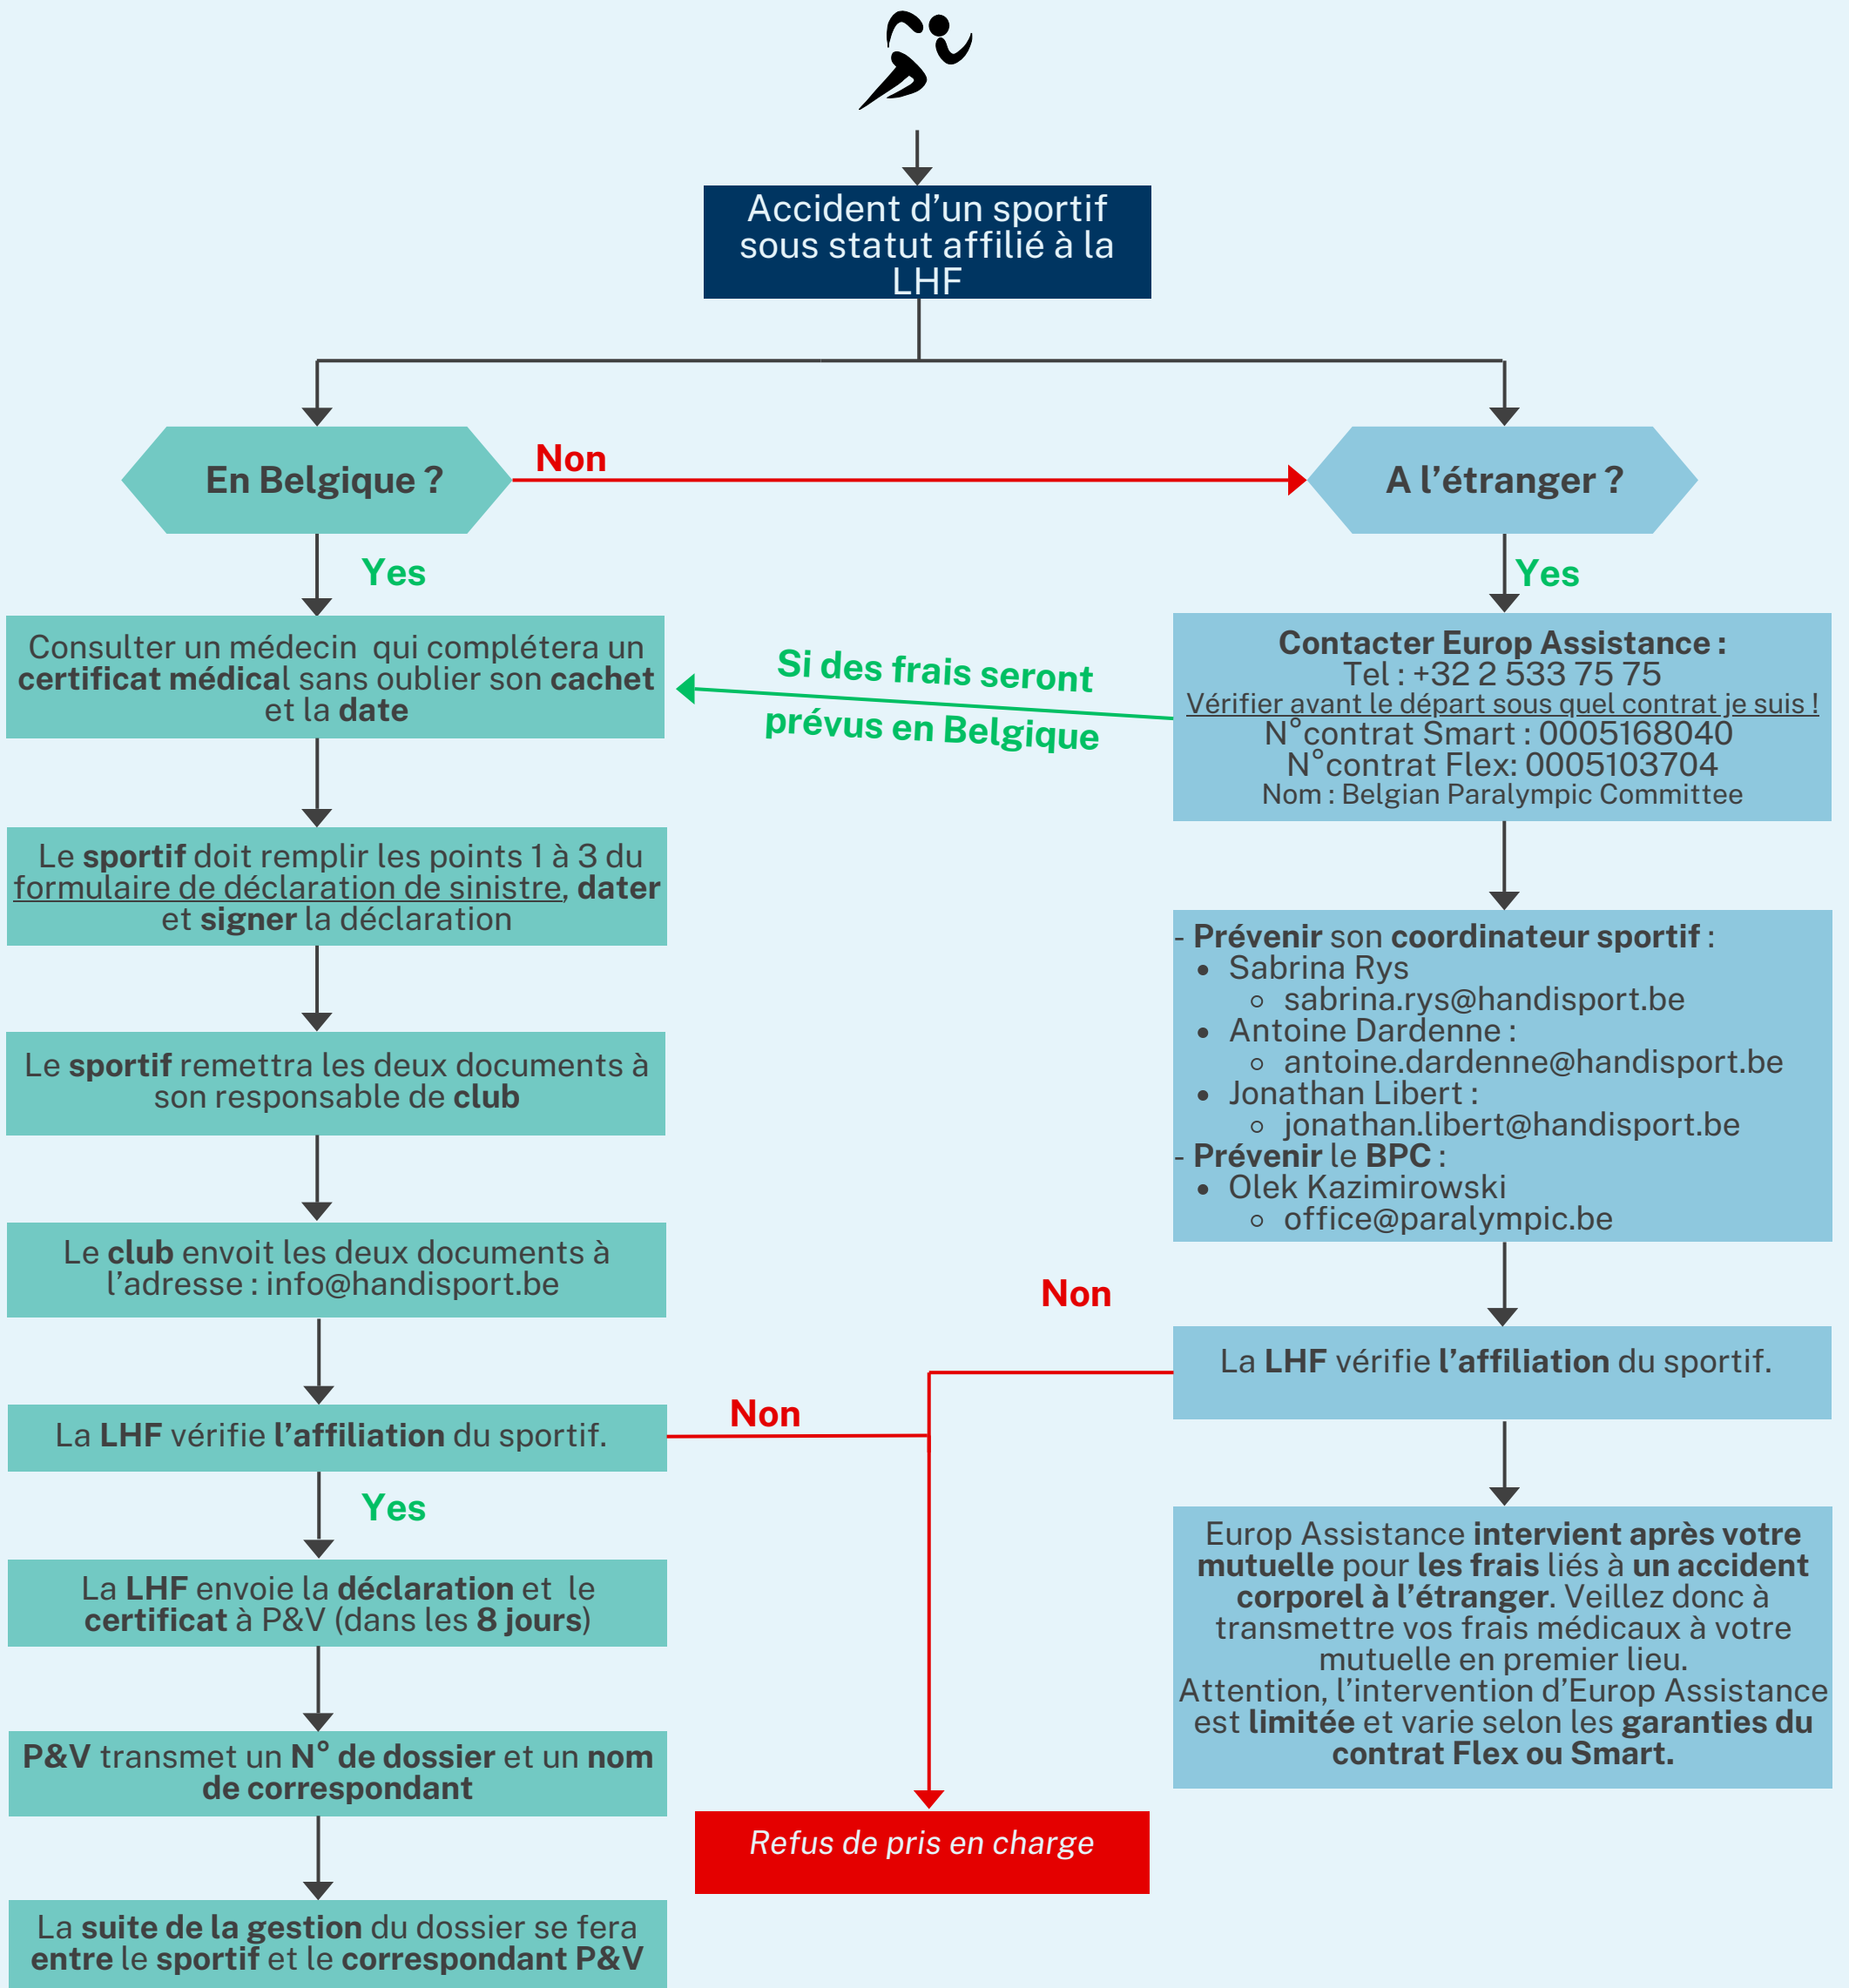 Accident d'un sportif
sous statut affilié à la
LHF
En Belgique ?
Non
A l'étranger ?
Yes
Yes
Consulter un médecin qui complétera un
certificat médical sans oublier son cachet
et la date
Si des frais seront
prévus en Belgique
Contacter Europ Assistance :
Tel : +32 2 533 75 75
Vérifier avant le départ sous quel contrat je suis !
N°contrat Smart : 0005168040
N°contrat Flex: 0005103704
Nom : Belgian Paralympic Committee
Le sportif doit remplir les points 1 à 3 du
formulaire de déclaration de sinistre, dater
et signer la déclaration
- Prévenir son coordinateur sportif :
• Sabrina Rys
◦ sabrina.rys@handisport.be
• Antoine Dardenne :
◦ antoine.dardenne@handisport.be
• Jonathan Libert :
◦ jonathan.libert@handisport.be
- Prévenir le BPC :
• Olek Kazimirowski
◦ office@paralympic.be
Le sportif remettra les deux documents à
son responsable de club
Le club envoit les deux documents à
l'adresse : info@handisport.be
Non
La LHF vérifie l'affiliation du sportif.
Non
La LHF vérifie l'affiliation du sportif.
Yes
La LHF envoie la déclaration et le
certificat à P&V (dans les 8 jours)
Europ Assistance intervient après votre
mutuelle pour les frais liés à un accident
corporel à l'étranger. Veillez donc à
transmettre vos frais médicaux à votre
mutuelle en premier lieu.
Attention, l'intervention d'Europ Assistance
est limitée et varie selon les garanties du
contrat Flex ou Smart.
P&V transmet un N° de dossier et un nom
de correspondant
Refus de pris en charge
La suite de la gestion du dossier se fera
entre le sportif et le correspondant P&V